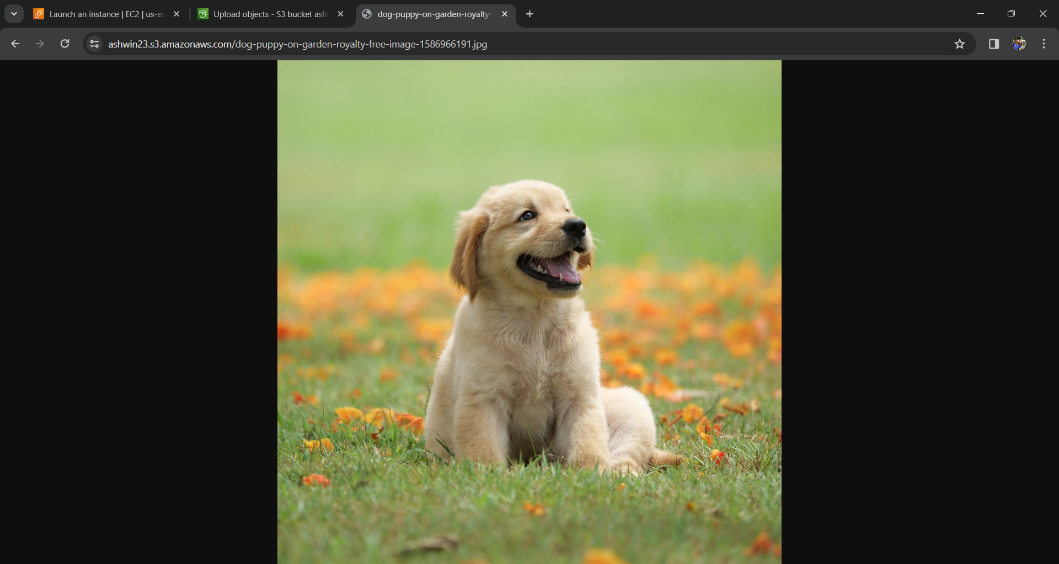 Launch an instance | EC2 | us-ea
Upload objects - S3 bucket ash
dog-puppy-on-garden-royalty-
ashwin23.s3.amazonaws.com/dog-puppy-on-garden-royalty-free-image-1586966191.jpg